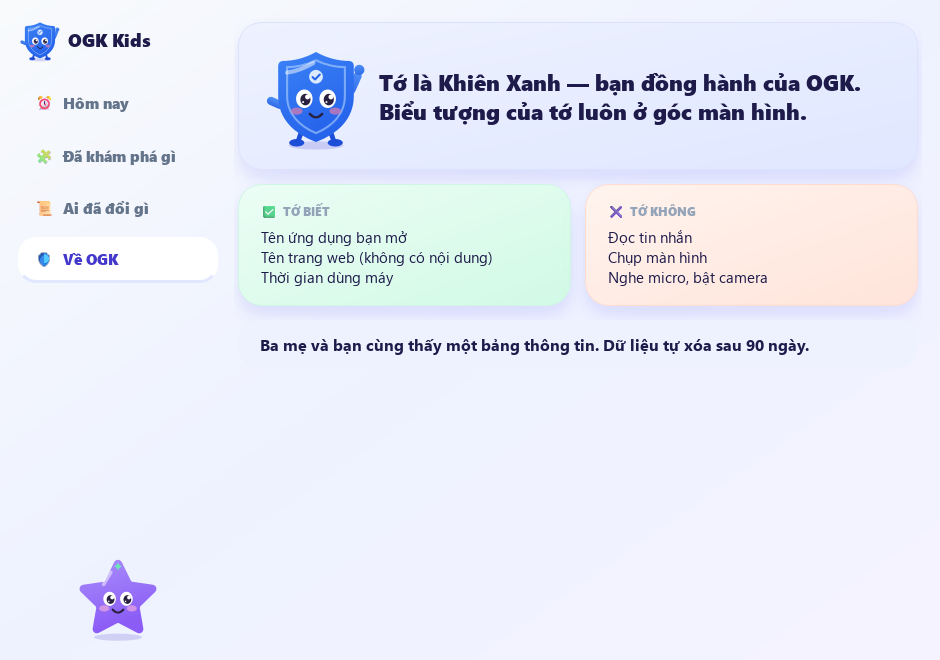 OGK Kids
Hôm nay
Đã khám phá gì
Ai đã đổi gì
Về OGK
Tớ là Khiên Xanh — bạn đồng hành của OGK.
Biểu tượng của tớ luôn ở góc màn hình.
TỚ BIẾT
Tên ứng dụng bạn mở
Tên trang web (không có nội dung)
Thời gian dùng máy
TỚ KHÔNG
Đọc tin nhắn
Chụp màn hình
Nghe micro, bật camera
Ba mẹ và bạn cùng thấy một bảng thông tin. Dữ liệu tự xóa sau 90 ngày.